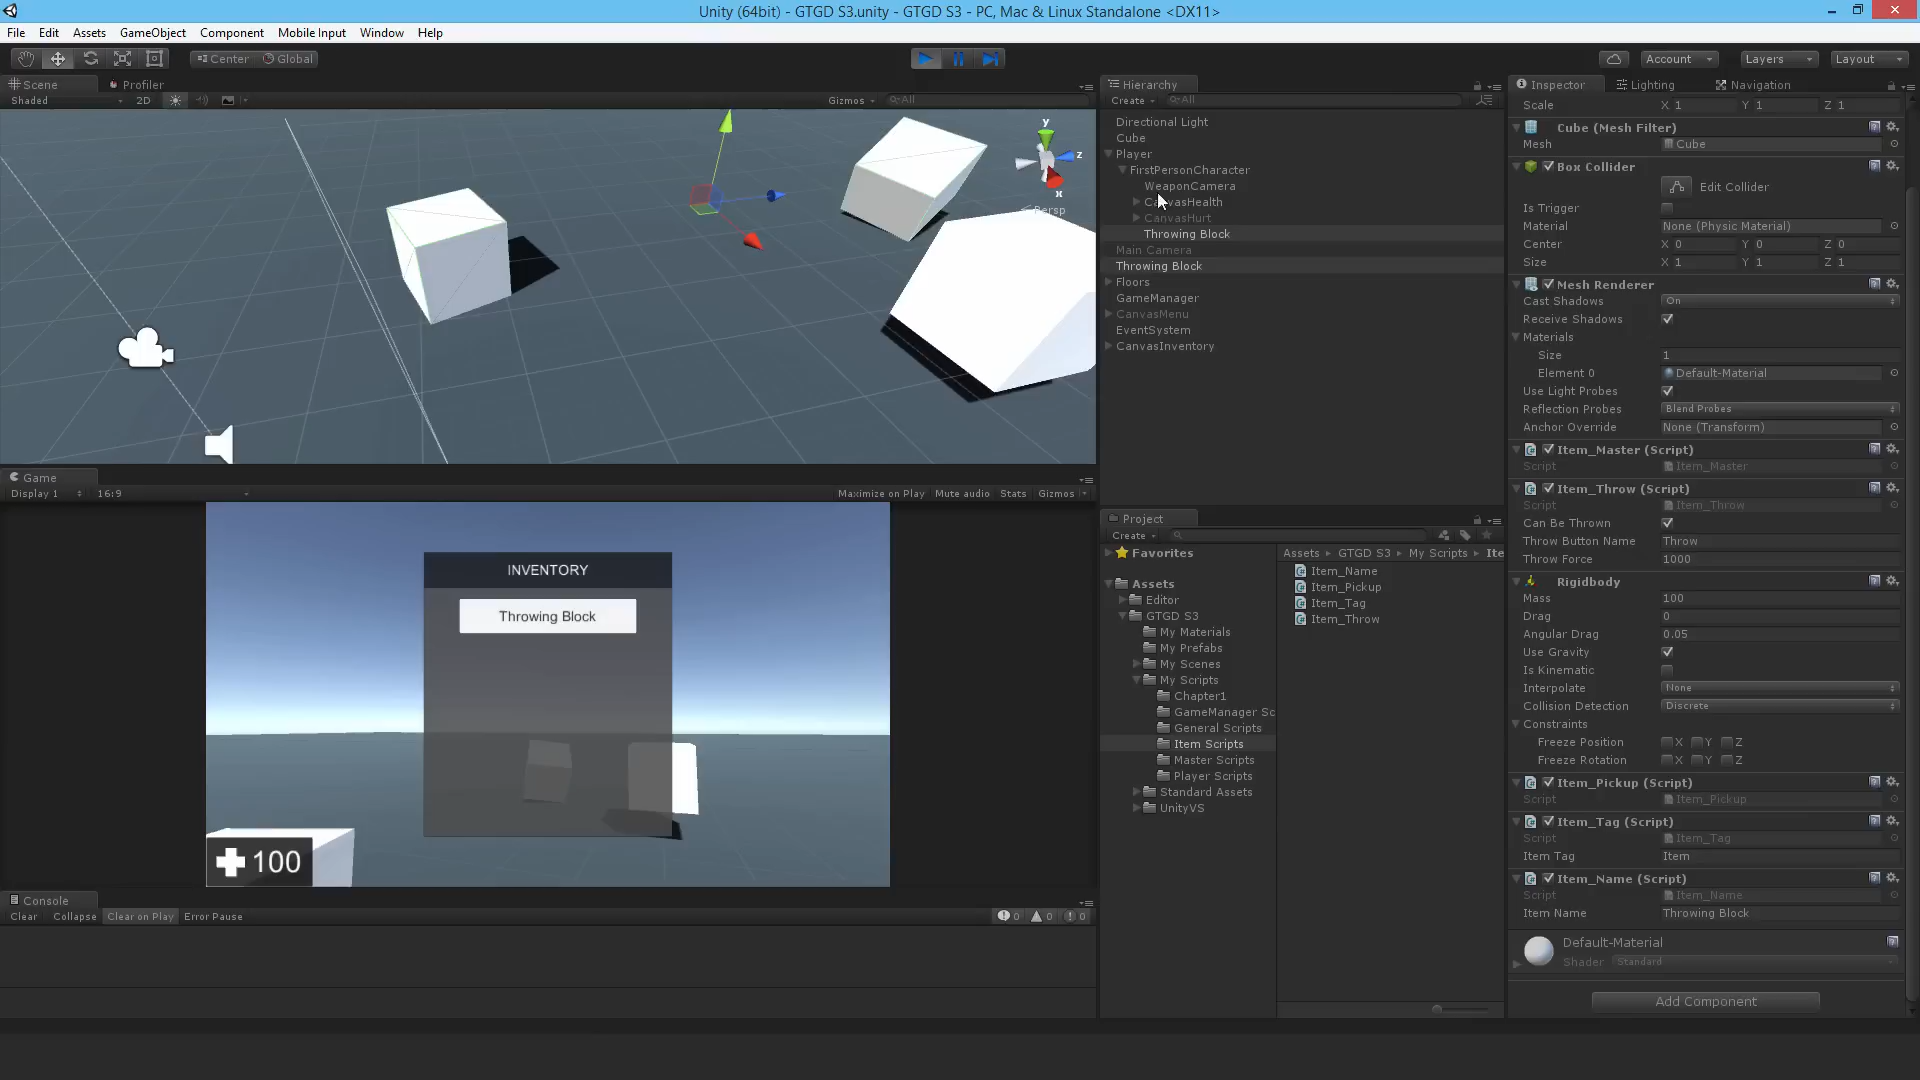 Unity (64bit) - GTGD S3.unity - GTGD S3 - PC, Mac & Linux Standalone <DX11>
File Edit Assets GameObject Component Mobile Input Window Help
Center Global Account Layers Layout
Scene Profiler
Shaded 2D Gizmos All
y
z
x
Persp
Game
Display 1 16:9 Maximize on Play Mute audio Stats Gizmos
INVENTORY
Throwing Block
100
Console
Clear Collapse Clear on Play Error Pause 0 0 0
Hierarchy
Create All
Directional Light
Cube
Player
FirstPersonCharacter
WeaponCamera
CanvasHealth
CanvasHurt
Throwing Block
Main Camera
Throwing Block
Floors
GameManager
CanvasMenu
EventSystem
CanvasInventory
Project
Create
Favorites
Assets
Editor
GTGD S3
My Materials
My Prefabs
My Scenes
My Scripts
Chapter1
GameManager Sc
General Scripts
Item Scripts
Master Scripts
Player Scripts
Standard Assets
UnityVS
Assets GTGD S3 My Scripts Ite
Item_Name
Item_Pickup
Item_Tag
Item_Throw
Inspector Lighting Navigation
Scale X 1 Y 1 Z 1
Cube (Mesh Filter)
Mesh Cube
Box Collider
Edit Collider
Is Trigger
Material None (Physic Material)
Center X 0 Y 0 Z 0
Size X 1 Y 1 Z 1
Mesh Renderer
Cast Shadows On
Receive Shadows
Materials
Size 1
Element 0 Default-Material
Use Light Probes
Reflection Probes Blend Probes
Anchor Override None (Transform)
Item_Master (Script)
Script Item_Master
Item_Throw (Script)
Script Item_Throw
Can Be Thrown
Throw Button Name Throw
Throw Force 1000
Rigidbody
Mass 100
Drag 0
Angular Drag 0.05
Use Gravity
Is Kinematic
Interpolate None
Collision Detection Discrete
Constraints
Freeze Position X Y Z
Freeze Rotation X Y Z
Item_Pickup (Script)
Script Item_Pickup
Item_Tag (Script)
Script Item_Tag
Item Tag Item
Item_Name (Script)
Script Item_Name
Item Name Throwing Block
Default-Material
Shader Standard
Add Component